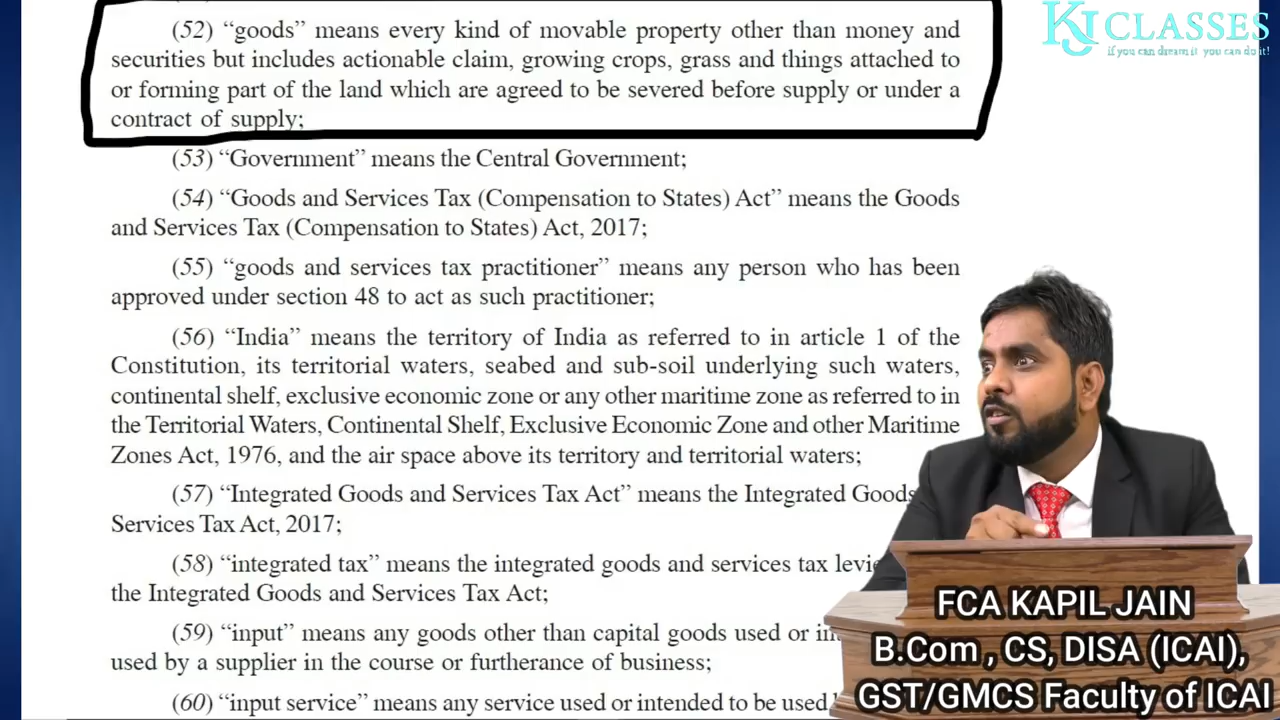 (52) “goods” means every kind of movable property other than money and
securities but includes actionable claim, growing crops, grass and things attached to
or forming part of the land which are agreed to be severed before supply or under a
contract of supply;
(53) “Government” means the Central Government;
(54) “Goods and Services Tax (Compensation to States) Act” means the Goods
and Services Tax (Compensation to States) Act, 2017;
(55) “goods and services tax practitioner” means any person who has been
approved under section 48 to act as such practitioner;
(56) “India” means the territory of India as referred to in article 1 of the
Constitution, its territorial waters, seabed and sub-soil underlying such waters,
continental shelf, exclusive economic zone or any other maritime zone as referred to in
the Territorial Waters, Continental Shelf, Exclusive Economic Zone and other Maritime
Zones Act, 1976, and the air space above its territory and territorial waters;
(57) “Integrated Goods and Services Tax Act” means the Integrated Goods
Services Tax Act, 2017;
(58) “integrated tax” means the integrated goods and services tax
the Integrated Goods and Services Tax Act;
(59) “input” means any goods other than capital goods used or
used by a supplier in the course or furtherance of business;
(60) “input service” means any service used or intended to be used
KJ CLASSES
if you can dream it you can do it!
FCA KAPIL JAIN
B.Com , CS, DISA (ICAI),
GST/GMCS Faculty of ICAI